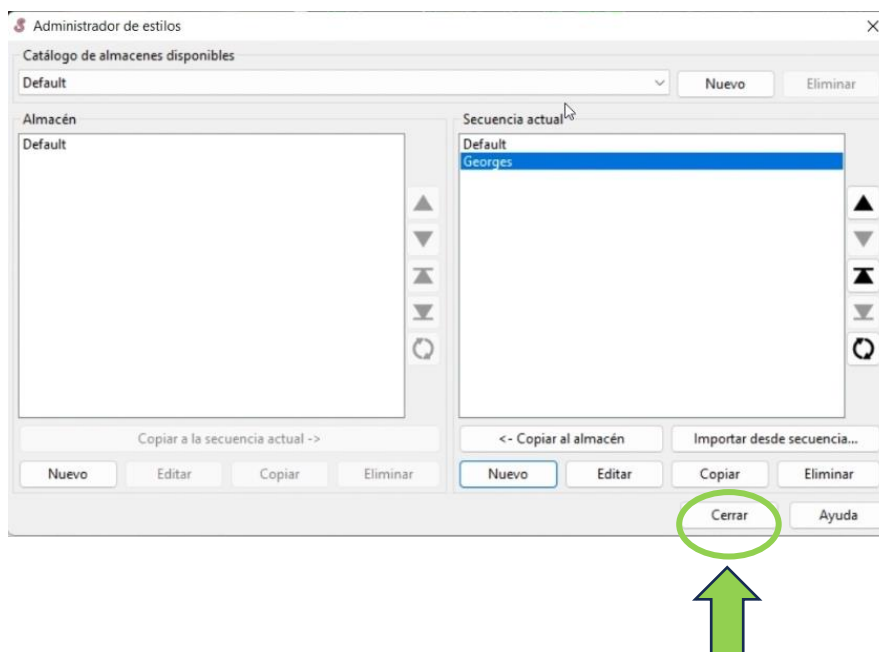 Administrador de estilos
Catálogo de almacenes disponibles
Default
Nuevo
Eliminar
Almacén
Default
Secuencia actual
Default
Georges
Copiar a la secuencia actual ->
<- Copiar al almacén
Importar desde secuencia...
Nuevo
Editar
Copiar
Eliminar
Nuevo
Editar
Copiar
Eliminar
Cerrar
Ayuda